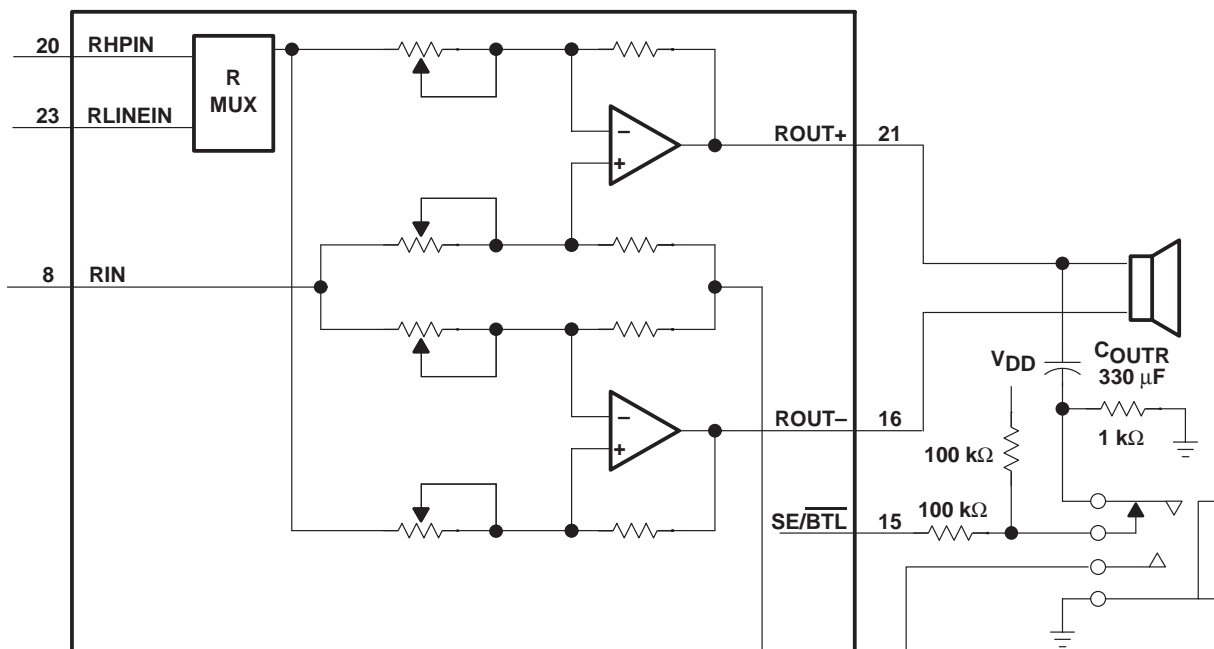 20 RHPIN
R
MUX
23 RLINEIN
−
+
ROUT+ 21
8 RIN
VDD
COUTR
330 μF
−
+
ROUT− 16
1 kΩ
100 kΩ
100 kΩ
SE/BTL 15